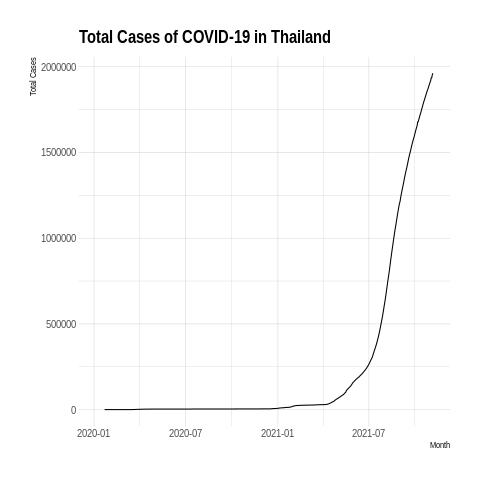 Total Cases of COVID-19 in Thailand
Total Cases
2000000
1500000
1000000
500000
0
2020-01 2020-07 2021-01 2021-07
Month